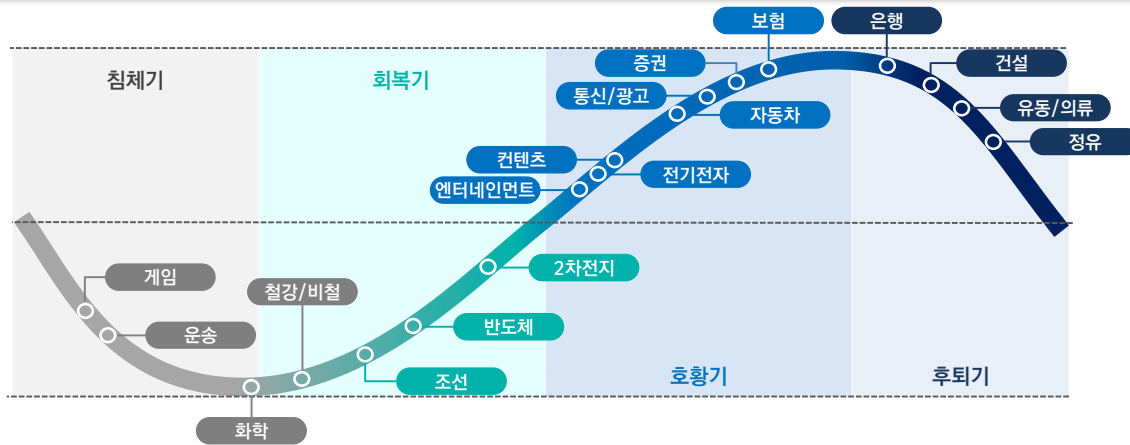 보험
은행
증권
건설
침체기
회복기
통신/광고
유통/의류
자동차
정유
컨텐츠
전기전자
엔터네인먼트
2차전지
게임
철강/비철
운송
반도체
조선
호황기
후퇴기
화학